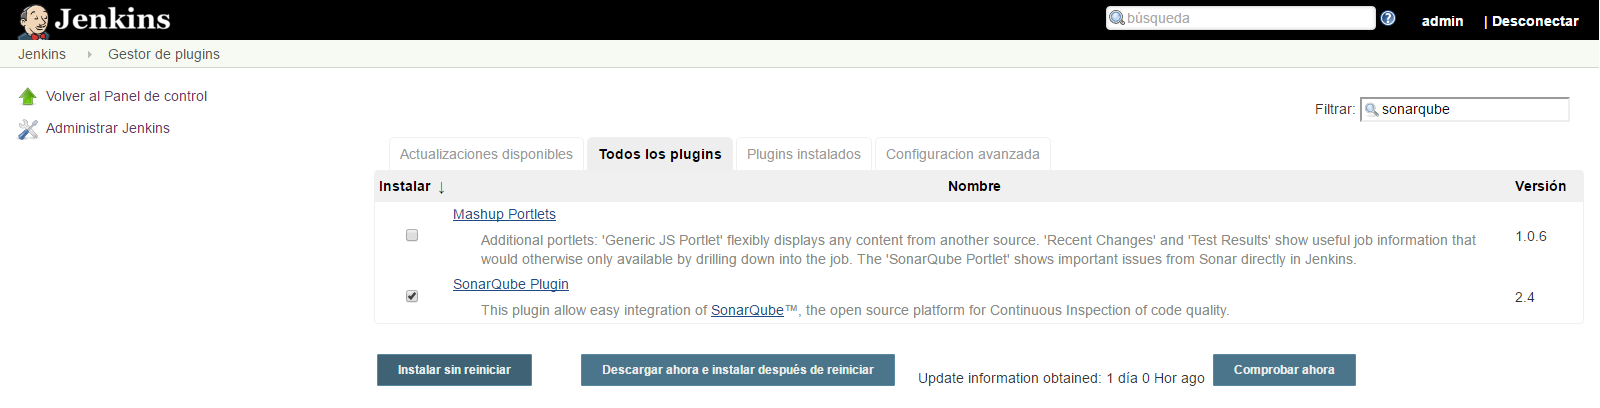 Jenkins
búsqueda
admin
| Desconectar
Jenkins
Gestor de plugins
Volver al Panel de control
Administrar Jenkins
Filtrar: sonarqube
Actualizaciones disponibles
Todos los plugins
Plugins instalados
Configuracion avanzada
Instalar ↓
Nombre
Versión
Mashup Portlets
Additional portlets: 'Generic JS Portlet' flexibly displays any content from another source. 'Recent Changes' and 'Test Results' show useful job information that
would otherwise only available by drilling down into the job. The 'SonarQube Portlet' shows important issues from Sonar directly in Jenkins.
1.0.6
SonarQube Plugin
This plugin allow easy integration of SonarQube™, the open source platform for Continuous Inspection of code quality.
2.4
Instalar sin reiniciar
Descargar ahora e instalar después de reiniciar
Update information obtained: 1 día 0 Hor ago
Comprobar ahora